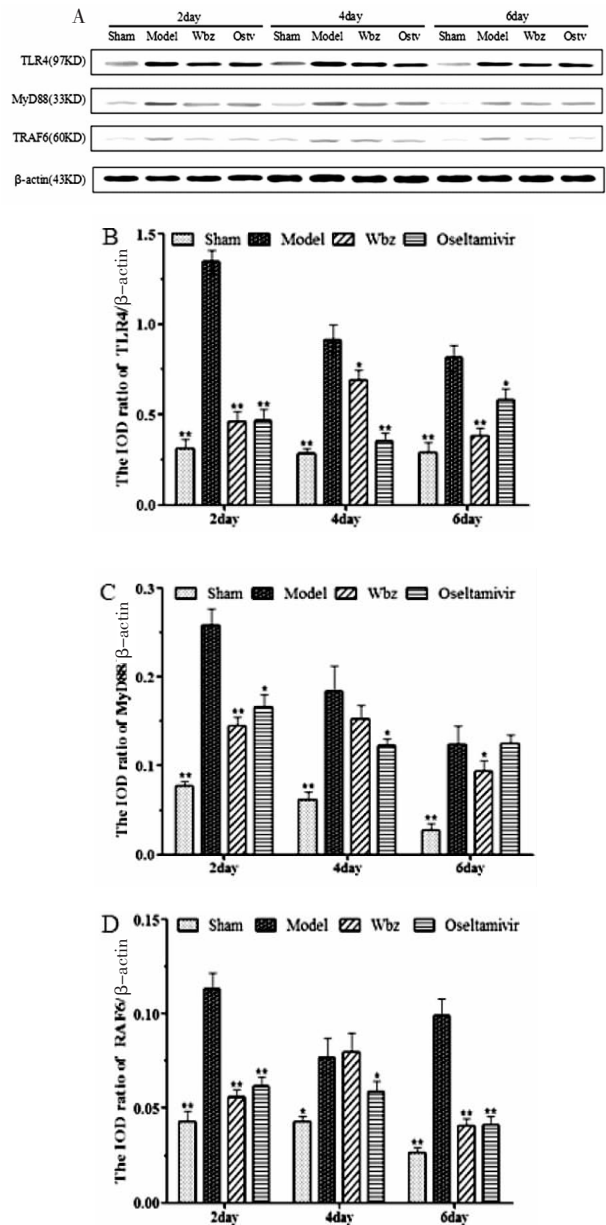 A
2day 4day 6day
Sham Model Wbz Ostv Sham Model Wbz Ostv Sham Model Wbz Ostv
TLR4(97KD)
MyD88(33KD)
TRAF6(60KD)
β-actin(43KD)
B
Sham Model Wbz Oseltamivir
The IOD ratio of TLR4/β-actin
1.5
1.0
0.5
0.0
** ** **
** * **
** ** *
2day 4day 6day
C
Sham Model Wbz Oseltamivir
The IOD ratio of MyD88/β-actin
0.3
0.2
0.1
0.0
** ** *
** *
** *
2day 4day 6day
D
Sham Model Wbz Oseltamivir
The IOD ratio of RAF6/β-actin
0.15
0.10
0.05
0.00
** ** **
* *
** ** **
2day 4day 6day